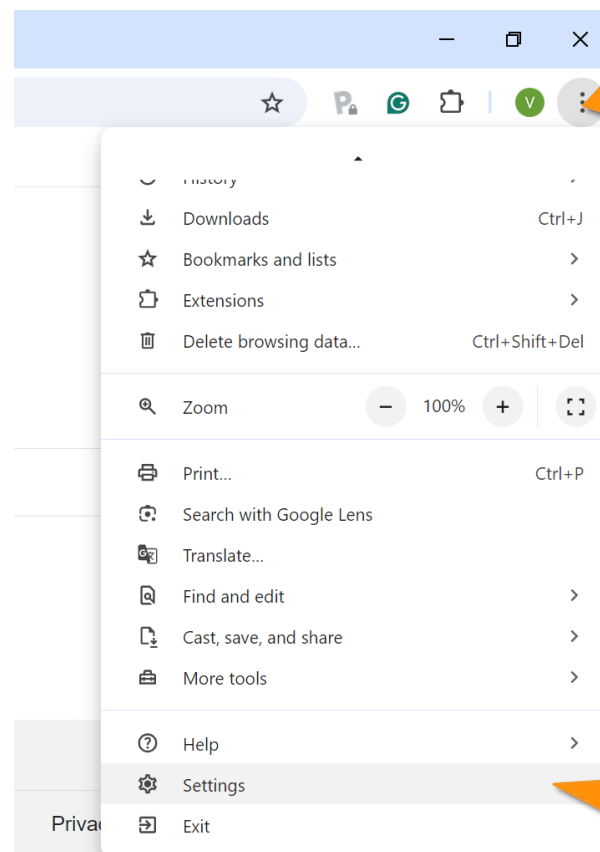 V
History
Downloads Ctrl+J
Bookmarks and lists
Extensions
Delete browsing data... Ctrl+Shift+Del
Zoom 100%
Print... Ctrl+P
Search with Google Lens
Translate...
Find and edit
Cast, save, and share
More tools
Help
Settings
Exit